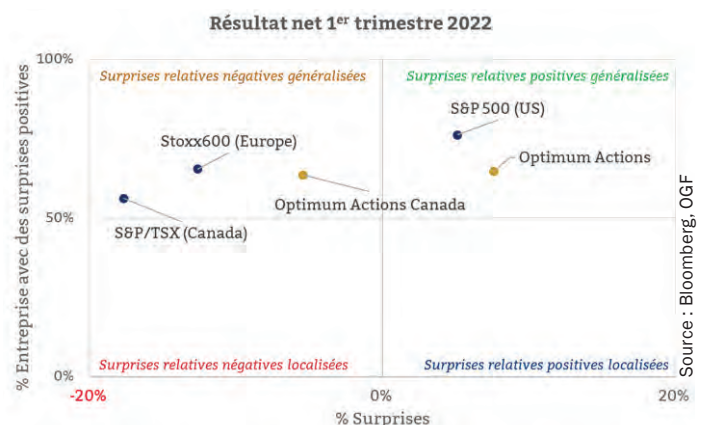 Résultat net 1er trimestre 2022
100%
Surprises relatives négatives généralisées
Surprises relatives positives généralisées
S&P 500 (US)
Stoxx600 (Europe)
Optimum Actions
Optimum Actions Canada
50%
S&P/TSX (Canada)
% Entreprise avec des surprises positives
Source : Bloomberg, OGF
Surprises relatives négatives localisées
Surprises relatives positives localisées
0%
-20%
0%
20%
% Surprises